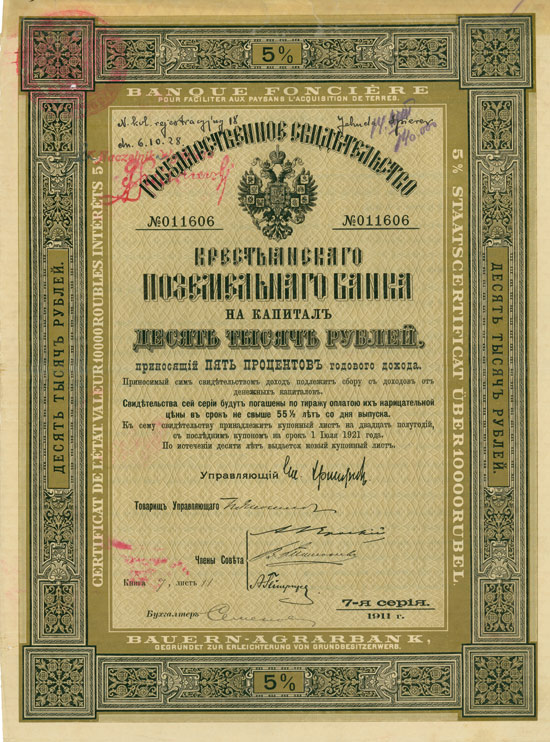 5%
BANQUE FONCIÈRE
POUR FACILITER AUX PAYSANS L'ACQUISITION DE TERRES.
dn. 6.10.28
ГОСУДАРСТВЕННОЕ СВИДѢТЕЛЬСТВО
№011606 №011606
КРЕСТЬЯНСКАГО
ПОЗЕМЕЛЬНАГО БАНКА
НА КАПИТАЛЪ
ДЕСЯТЬ ТЫСЯЧЪ РУБЛЕЙ,
приносящій ПЯТЬ ПРОЦЕНТОВЪ годового дохода.
Приносимый симъ свидѣтельствомъ доходъ подлежитъ сбору съ доходовъ отъ
денежныхъ капиталовъ.
Свидѣтельства сей серіи будутъ погашены по тиражу оплатою ихъ нарицательной
цѣны въ срокъ не свыше 55½ лѣтъ со дня выпуска.
Къ сему свидѣтельству принадлежитъ купонный листъ на двадцать полугодій,
съ послѣднимъ купономъ на срокъ 1 Іюля 1921 года.
По истеченіи десяти лѣтъ выдается новый купонный листъ.
Управляющій
Товарищъ Управляющаго
Члены Совѣта
Книга 7, листъ 11
Бухгалтеръ
7-я серія.
1911 г.
BAUERN-AGRARBANK,
GEGRÜNDET ZUR ERLEICHTERUNG VON GRUNDBESITZERWERB.
5%
ДЕСЯТЬ ТЫСЯЧЪ РУБЛЕЙ.
CERTIFICAT DE L'ÉTAT VALEUR 10000 ROUBLES INTERÊTS 5
5% STAATSCERTIFICAT ÜBER 10000 RUBEL
ДЕСЯТЬ ТЫСЯЧЪ РУБЛЕЙ.